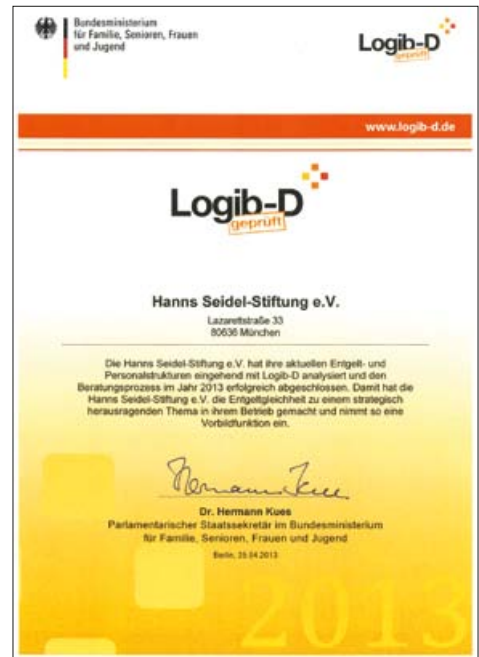 Bundesministerium
für Familie, Senioren, Frauen
und Jugend
Logib-D
geprüft
www.logib-d.de
Logib-D
geprüft
Hanns Seidel-Stiftung e.V.
Lazarettstraße 33
80636 München
Die Hanns Seidel-Stiftung e.V. hat ihre aktuellen Entgelt- und
Personalstrukturen eingehend mit Logib-D analysiert und den
Beratungsprozess im Jahr 2013 erfolgreich abgeschlossen. Damit hat die
Hanns Seidel-Stiftung e.V. die Entgeltgleichheit zu einem strategisch
herausragenden Thema in ihrem Betrieb gemacht und nimmt so eine
Vorbildfunktion ein.
Hermann Kues
Dr. Hermann Kues
Parlamentarischer Staatssekretär im Bundesministerium
für Familie, Senioren, Frauen und Jugend
Berlin, 25.04.2013
2013